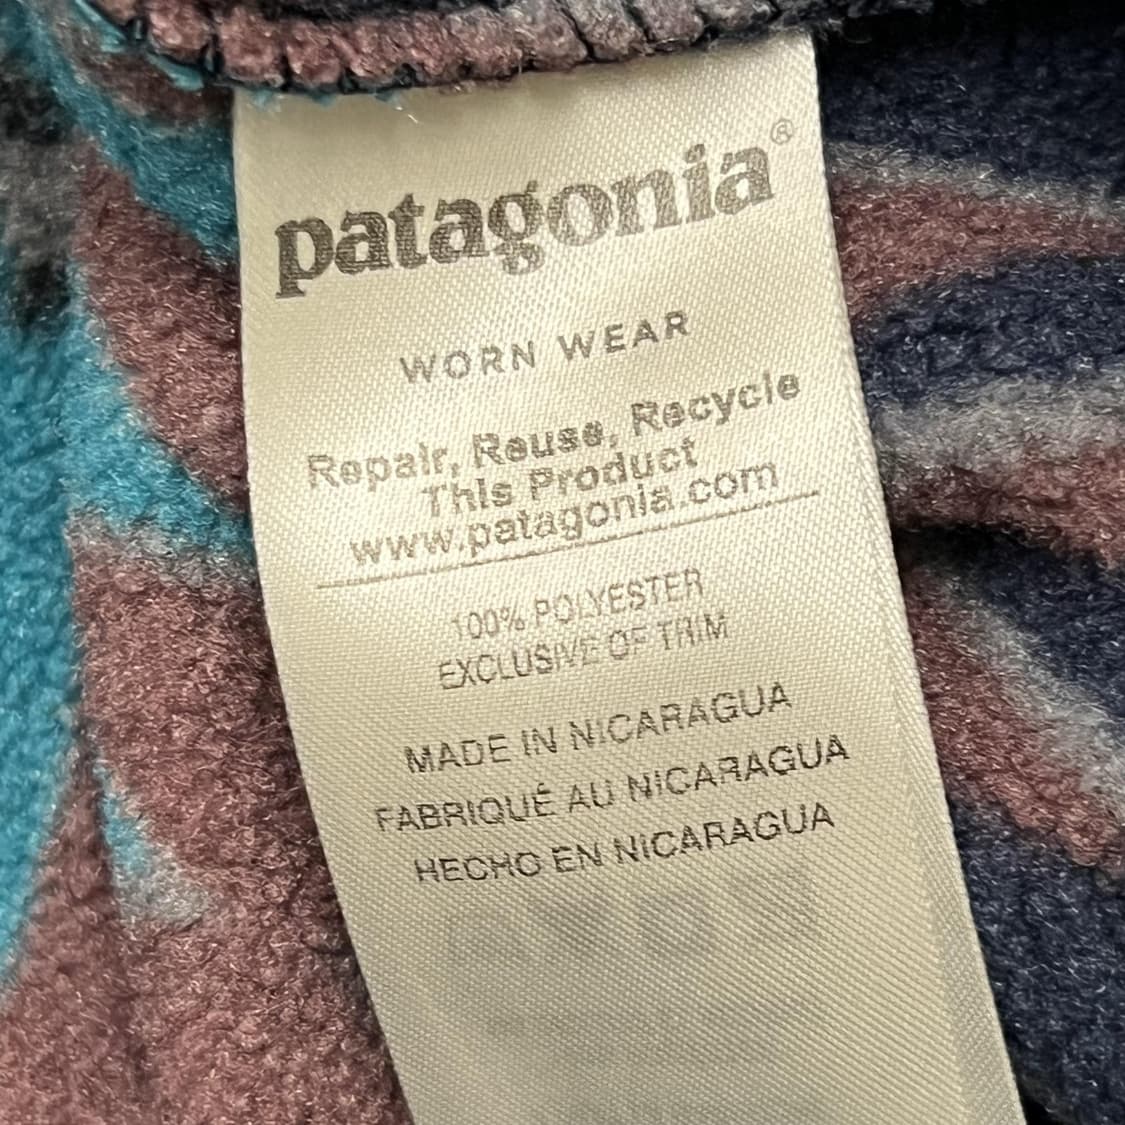 patagonia®
WORN WEAR
Repair, Reuse, Recycle
This Product
www.patagonia.com
100% POLYESTER
EXCLUSIVE OF TRIM
MADE IN NICARAGUA
FABRIQUÉ AU NICARAGUA
HECHO EN NICARAGUA